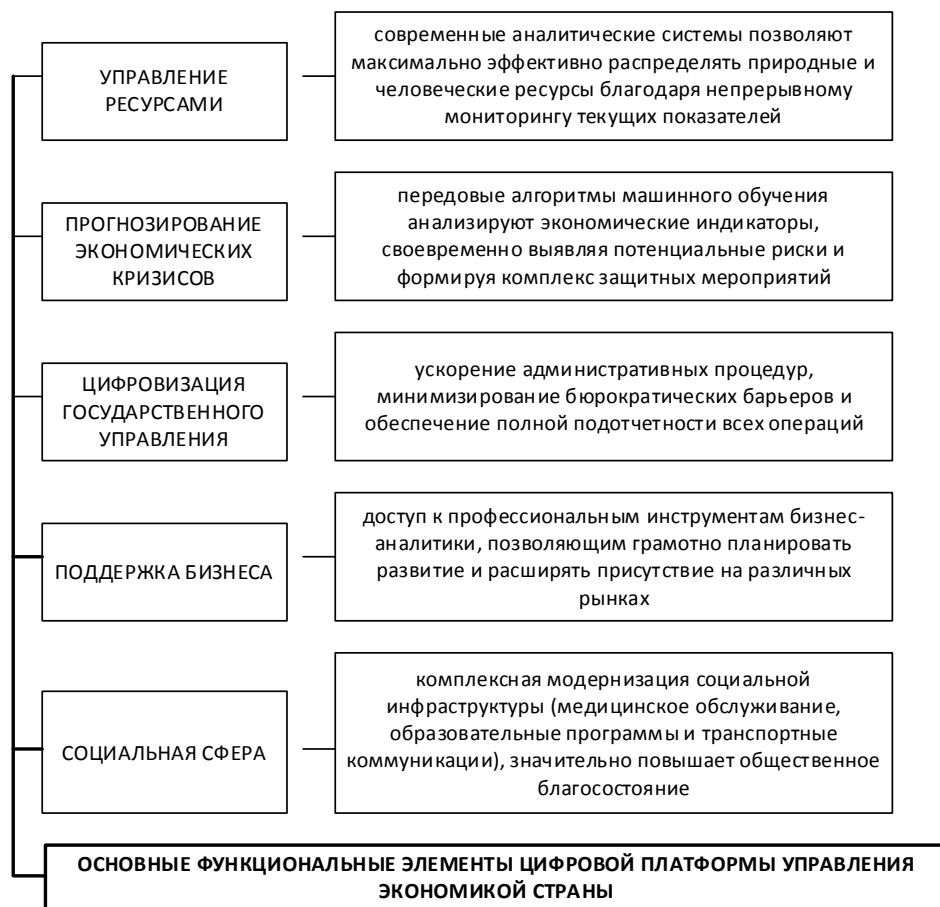 УПРАВЛЕНИЕ
РЕСУРСАМИ
современные аналитические системы позволяют
максимально эффективно распределять природные и
человеческие ресурсы благодаря непрерывному
мониторингу текущих показателей
ПРОГНОЗИРОВАНИЕ
ЭКОНОМИЧЕСКИХ
КРИЗИСОВ
передовые алгоритмы машинного обучения
анализируют экономические индикаторы,
своевременно выявляя потенциальные риски и
формируя комплекс защитных мероприятий
ЦИФРОВИЗАЦИЯ
ГОСУДАРСТВЕННОГО
УПРАВЛЕНИЯ
ускорение административных процедур,
минимизирование бюрократических барьеров и
обеспечение полной подотчетности всех операций
ПОДДЕРЖКА БИЗНЕСА
доступ к профессиональным инструментам бизнес-
аналитики, позволяющим грамотно планировать
развитие и расширять присутствие на различных
рынках
СОЦИАЛЬНАЯ СФЕРА
комплексная модернизация социальной
инфраструктуры (медицинское обслуживание,
образовательные программы и транспортные
коммуникации), значительно повышает общественное
благосостояние
ОСНОВНЫЕ ФУНКЦИОНАЛЬНЫЕ ЭЛЕМЕНТЫ ЦИФРОВОЙ ПЛАТФОРМЫ УПРАВЛЕНИЯ
ЭКОНОМИКОЙ СТРАНЫ